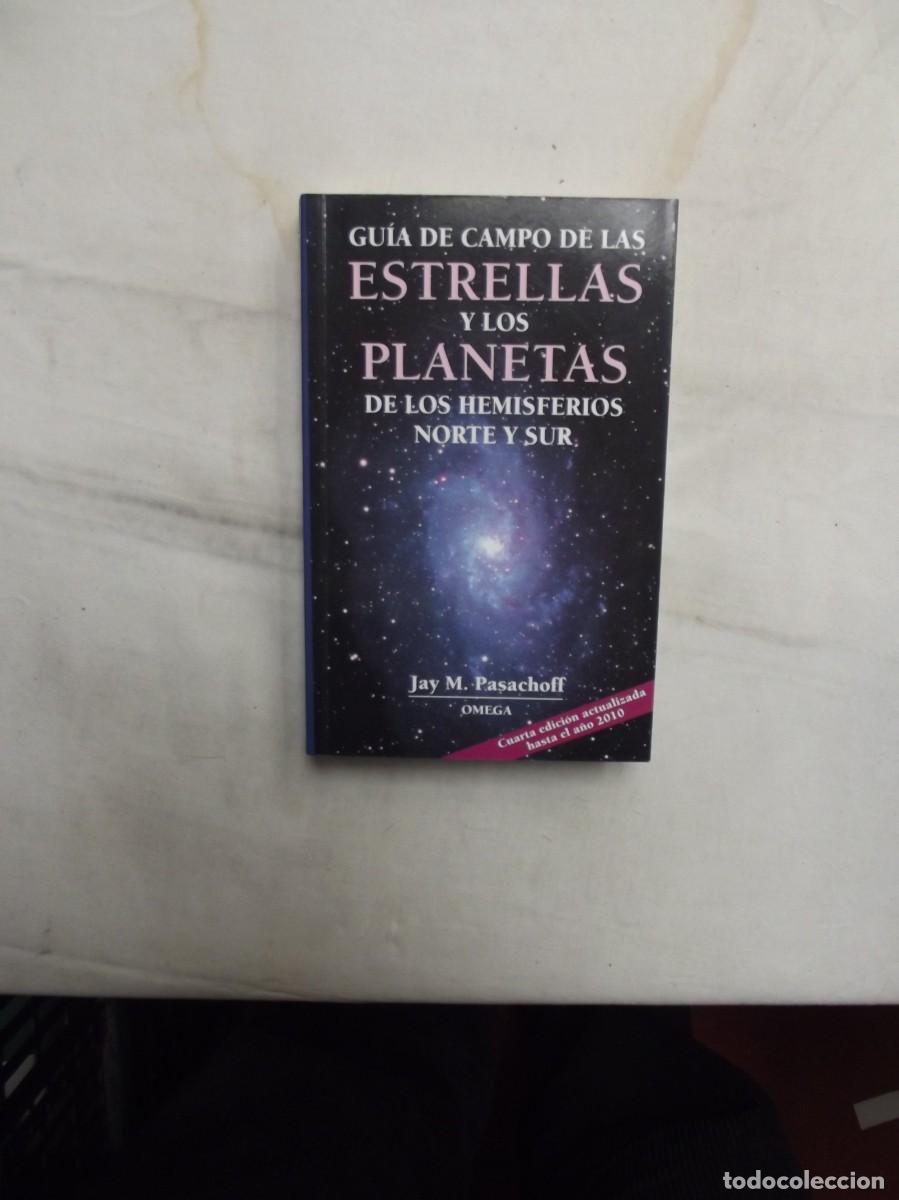 GUÍA DE CAMPO DE LAS
ESTRELLAS
Y LOS
PLANETAS
DE LOS HEMISFERIOS
NORTE Y SUR
Jay M. Pasachoff
OMEGA
Cuarta edición actualizada
hasta el año 2010
todocoleccion